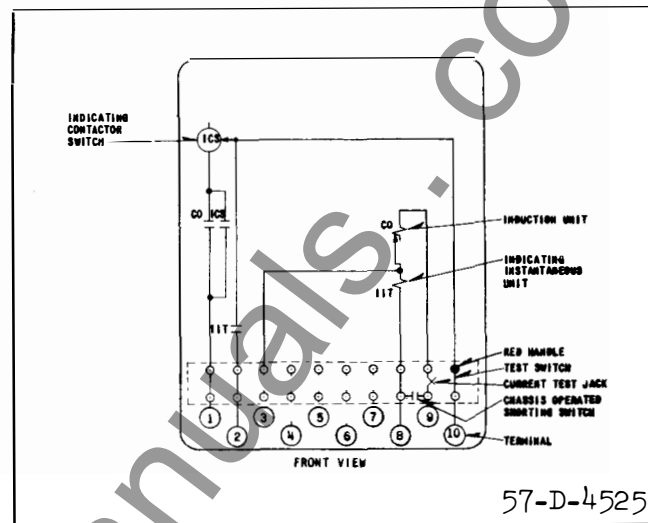 INDICATING
CONTACTOR
SWITCH
ICS
CO ICS
CO
INDUCTION UNIT
INDICATING
INSTANTANEOUS
UNIT
IIT
IIT
RED HANDLE
TEST SWITCH
CURRENT TEST JACK
CHASSIS OPERATED
SHORTING SWITCH
1 3 5 7 9
2 4 6 8 10
TERMINAL
FRONT VIEW
57-D-4525
nuals.co